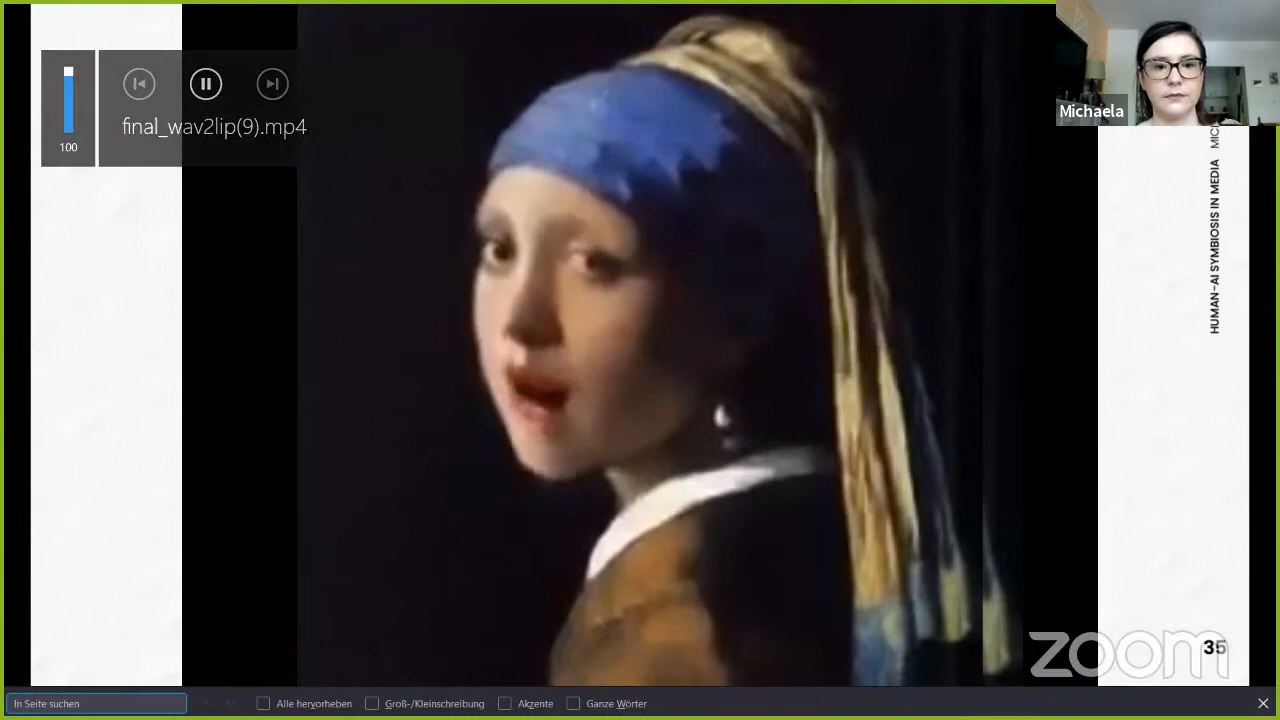 100
final_wav2lip(9).mp4
Michaela
HUMAN-AI SYMBIOSIS IN MEDIA
35
zoom
In Seite suchen
Alle hervorheben
Groß-/Kleinschreibung
Akzente
Ganze Wörter